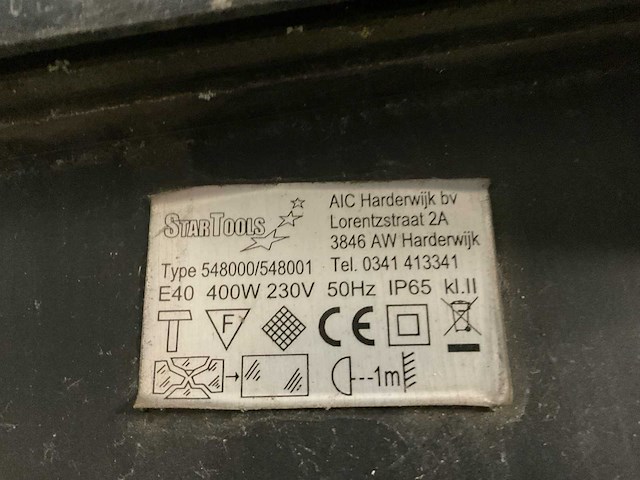 STARTOOLS
AIC Harderwijk bv
Lorentzstraat 2A
3846 AW Harderwijk
Type 548000/548001 Tel. 0341 413341
E40 400W 230V 50Hz IP65 kl.II
T F CE
1m